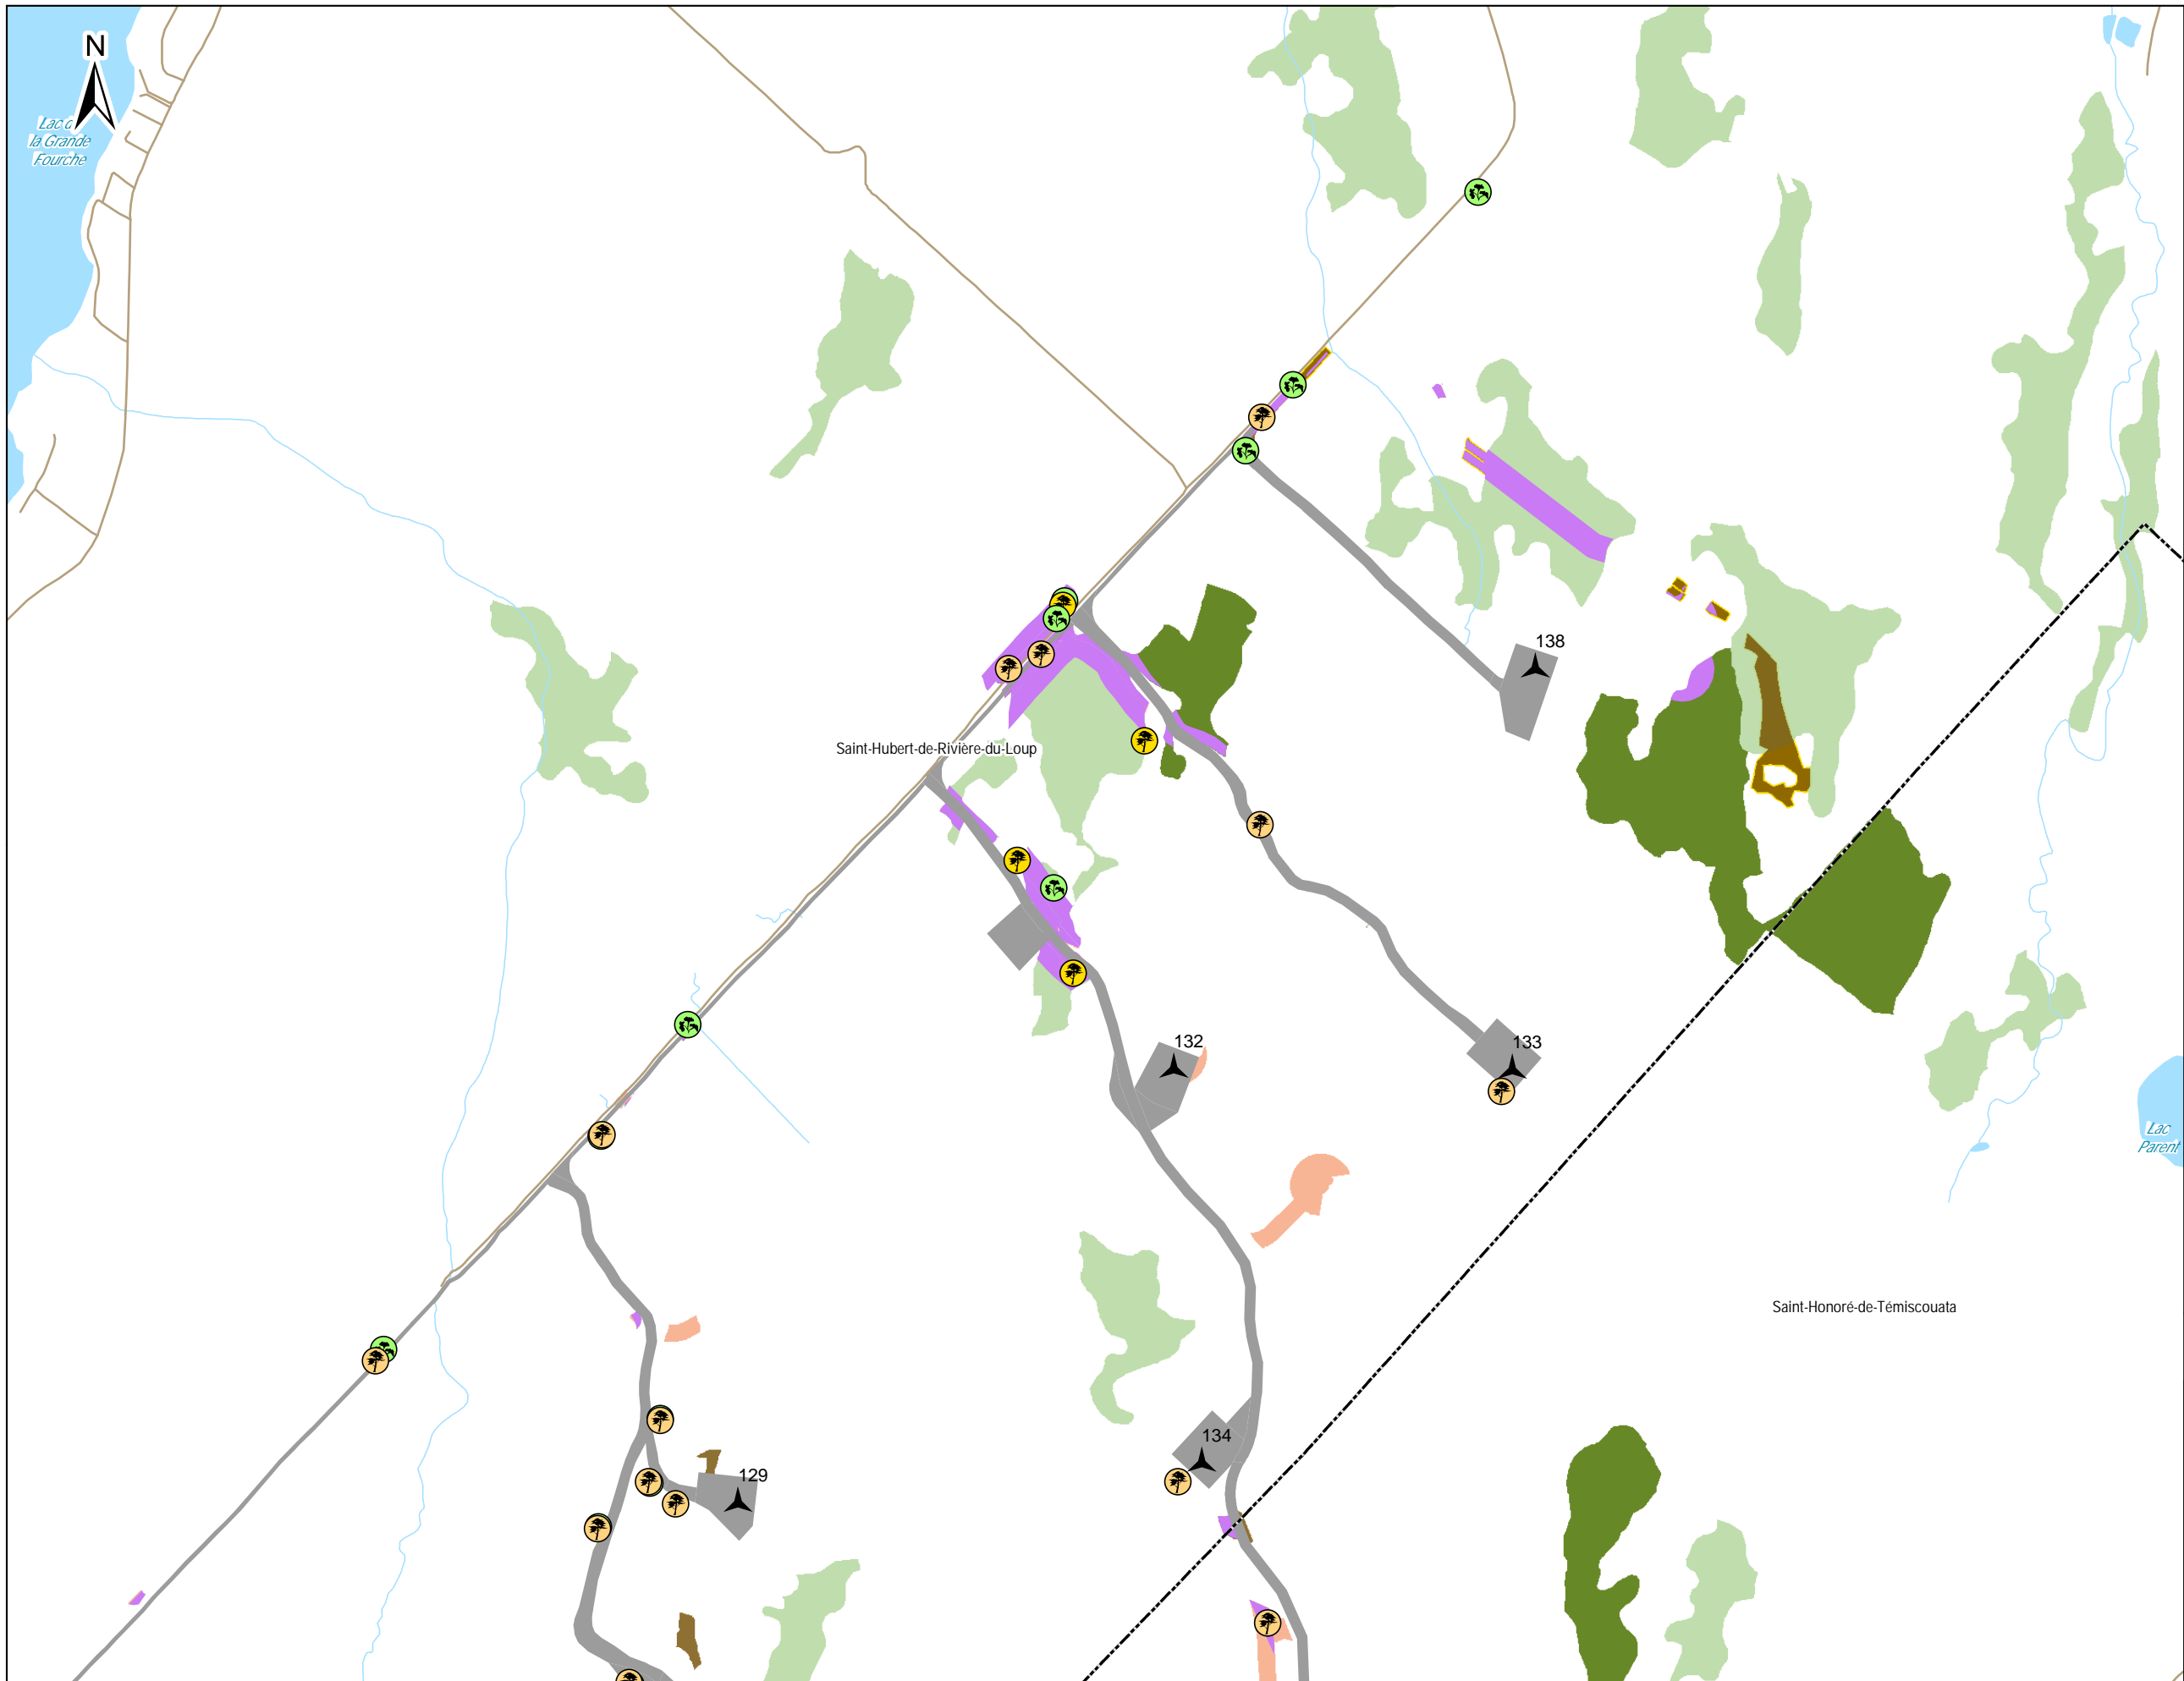 N
Lac d
la Grande
Fourche
138
Saint-Hubert-de-Rivière-du-Loup
132
133
Lac
Parent
Saint-Honoré-de-Témiscouata
134
129